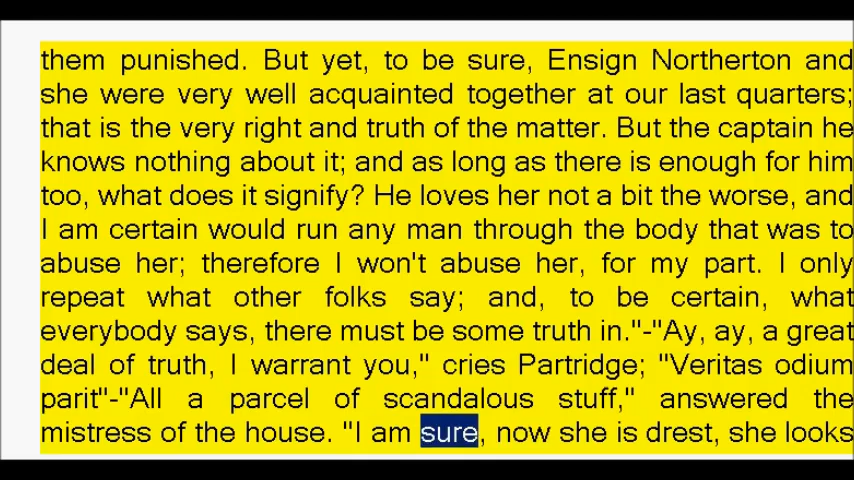 them punished. But yet, to be sure, Ensign Northerton and
she were very well acquainted together at our last quarters;
that is the very right and truth of the matter. But the captain he
knows nothing about it; and as long as there is enough for him
too, what does it signify? He loves her not a bit the worse, and
I am certain would run any man through the body that was to
abuse her; therefore I won't abuse her, for my part. I only
repeat what other folks say; and, to be certain, what
everybody says, there must be some truth in."-"Ay, ay, a great
deal of truth, I warrant you," cries Partridge; "Veritas odium
parit"-"All a parcel of scandalous stuff," answered the
mistress of the house. "I am sure, now she is drest, she looks